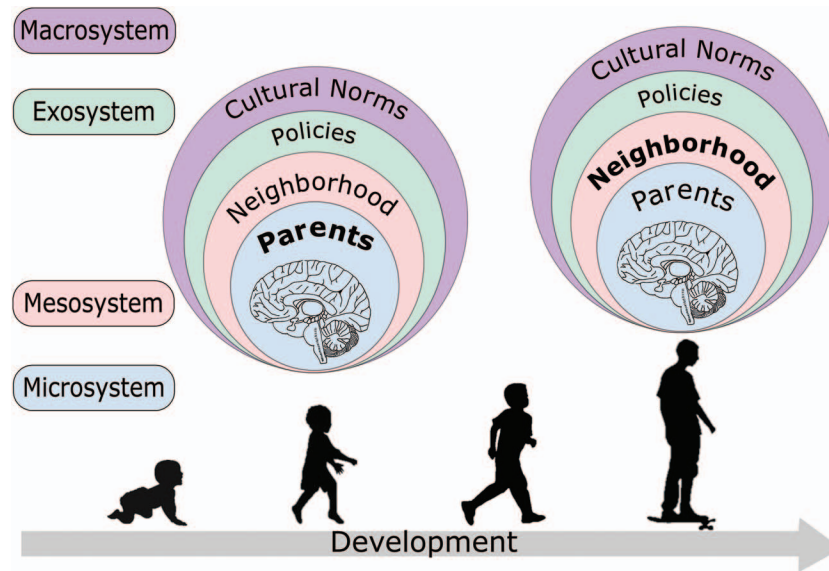 Macrosystem
Exosystem
Mesosystem
Microsystem
Cultural Norms
Policies
Neighborhood
Parents
Cultural Norms
Policies
Neighborhood
Parents
Development